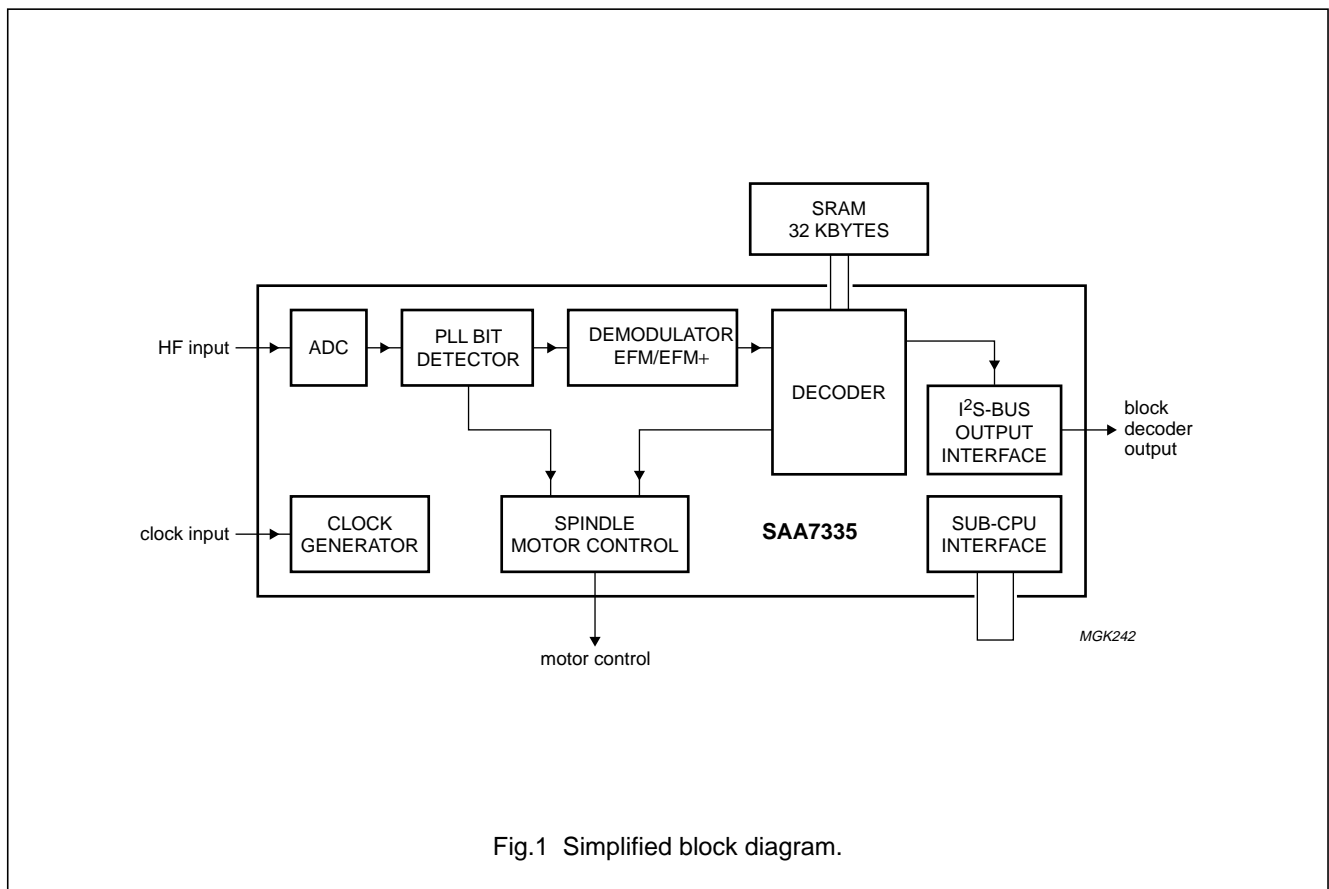 SRAM
32 KBYTES
HF input
ADC
PLL BIT
DETECTOR
DEMODULATOR
EFM/EFM+
DECODER
I2S-BUS
OUTPUT
INTERFACE
block
decoder
output
clock input
CLOCK
GENERATOR
SPINDLE
MOTOR CONTROL
SAA7335
SUB-CPU
INTERFACE
MGK242
motor control
Fig.1 Simplified block diagram.